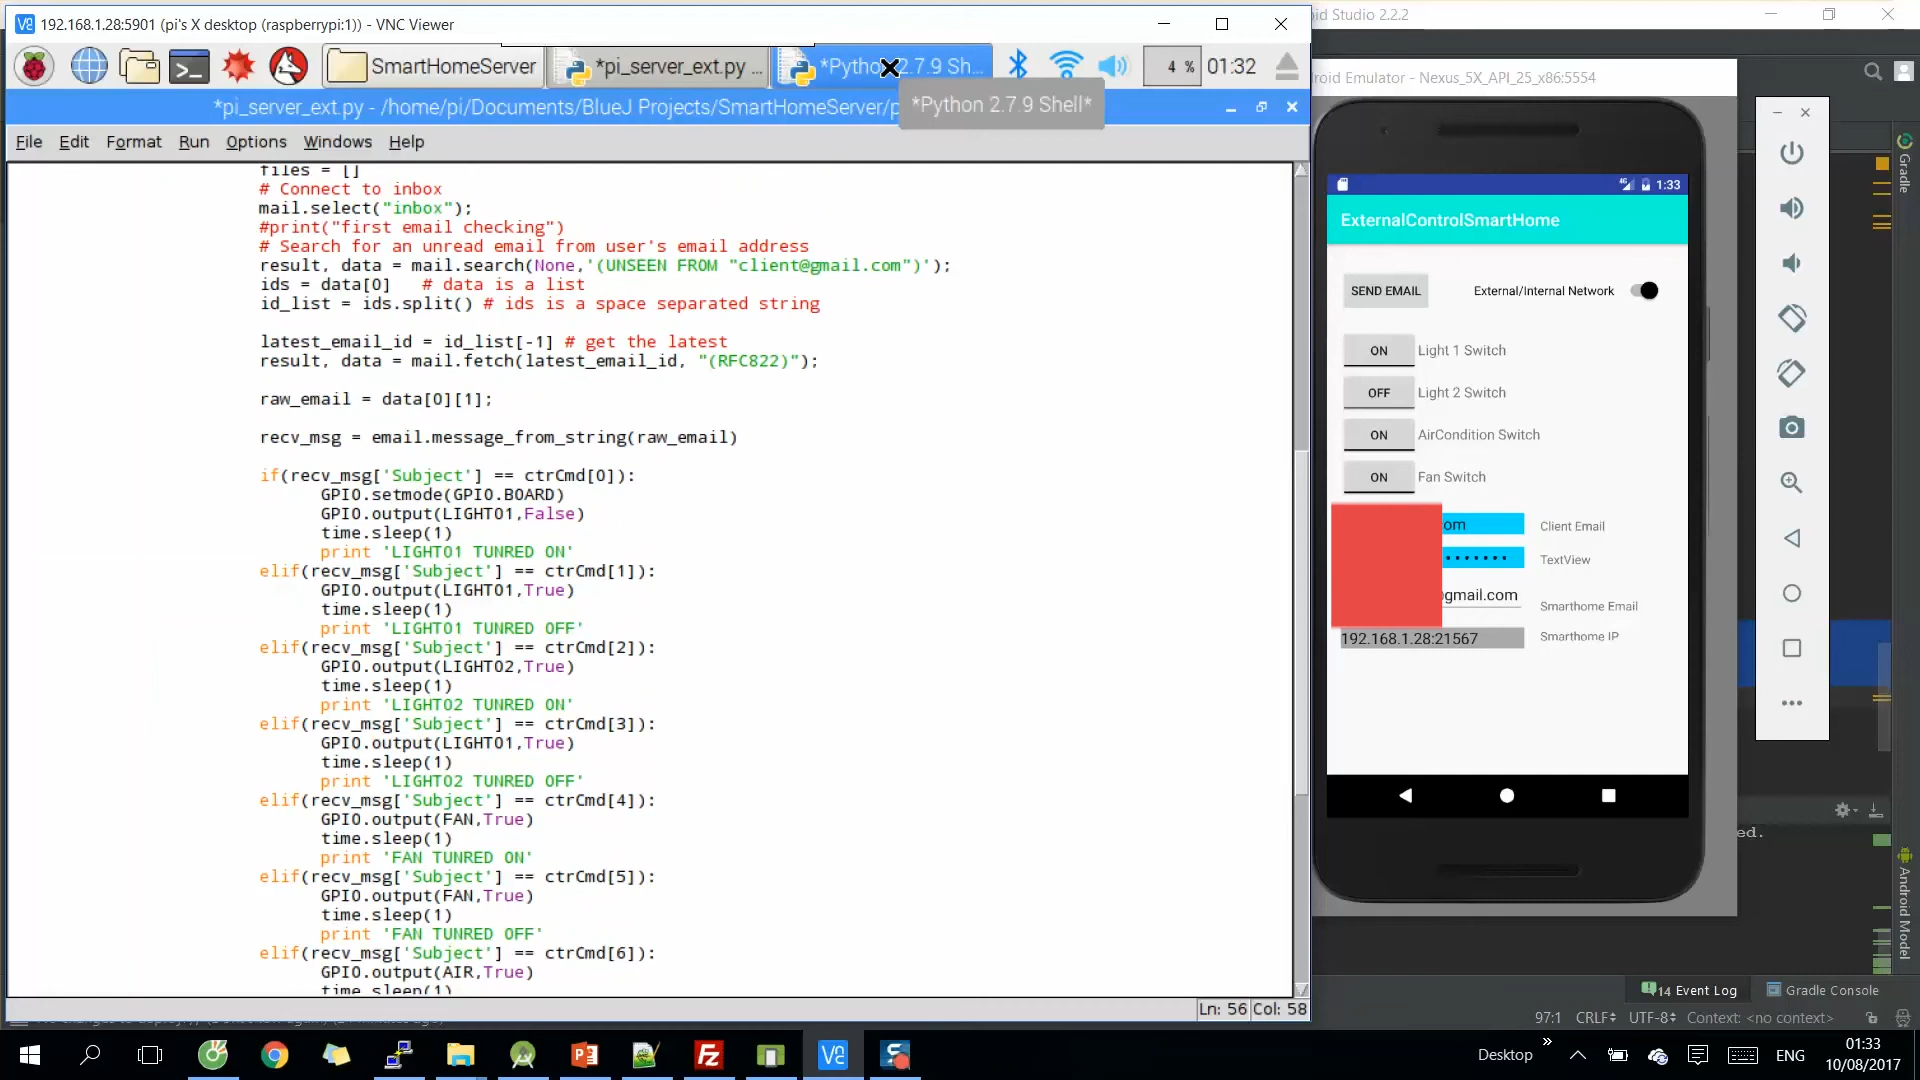 192.168.1.28:5901 (pi's X desktop (raspberrypi:1)) - VNC Viewer
SmartHomeServer
*pi_server_ext.py ...
*Pytho 2.7.9 Sh...
4 %
01:32
*pi_server_ext.py - /home/pi/Documents/BlueJ Projects/SmartHomeServer/p
*Python 2.7.9 Shell*
File Edit Format Run Options Windows Help
files = []
# Connect to inbox
mail.select("inbox");
#print("first email checking")
# Search for an unread email from user's email address
result, data = mail.search(None,'(UNSEEN FROM "client@gmail.com")');
ids = data[0]   # data is a list
id_list = ids.split() # ids is a space separated string
latest_email_id = id_list[-1] # get the latest
result, data = mail.fetch(latest_email_id, "(RFC822)");
raw_email = data[0][1];
recv_msg = email.message_from_string(raw_email)
if(recv_msg['Subject'] == ctrCmd[0]):
GPIO.setmode(GPIO.BOARD)
GPIO.output(LIGHT01,False)
time.sleep(1)
print 'LIGHT01 TUNRED ON'
elif(recv_msg['Subject'] == ctrCmd[1]):
GPIO.output(LIGHT01,True)
time.sleep(1)
print 'LIGHT01 TUNRED OFF'
elif(recv_msg['Subject'] == ctrCmd[2]):
GPIO.output(LIGHT02,True)
time.sleep(1)
print 'LIGHT02 TUNRED ON'
elif(recv_msg['Subject'] == ctrCmd[3]):
GPIO.output(LIGHT01,True)
time.sleep(1)
print 'LIGHT02 TUNRED OFF'
elif(recv_msg['Subject'] == ctrCmd[4]):
GPIO.output(FAN,True)
time.sleep(1)
print 'FAN TUNRED ON'
elif(recv_msg['Subject'] == ctrCmd[5]):
GPIO.output(FAN,True)
time.sleep(1)
print 'FAN TUNRED OFF'
elif(recv_msg['Subject'] == ctrCmd[6]):
GPIO.output(AIR,True)
time.sleep(1)
Ln: 56 Col: 58
id Studio 2.2.2
roid Emulator - Nexus_5X_API_25_x86:5554
4G 1:33
ExternalControlSmartHome
SEND EMAIL
External/Internal Network
ON Light 1 Switch
OFF Light 2 Switch
ON AirCondition Switch
ON Fan Switch
om Client Email
TextView
gmail.com Smarthome Email
192.168.1.28:21567 Smarthome IP
Gradle
ed.
Android Model
14 Event Log
Gradle Console
97:1 CRLF UTF-8 Context: <no context>
Desktop
ENG
01:33
10/08/2017